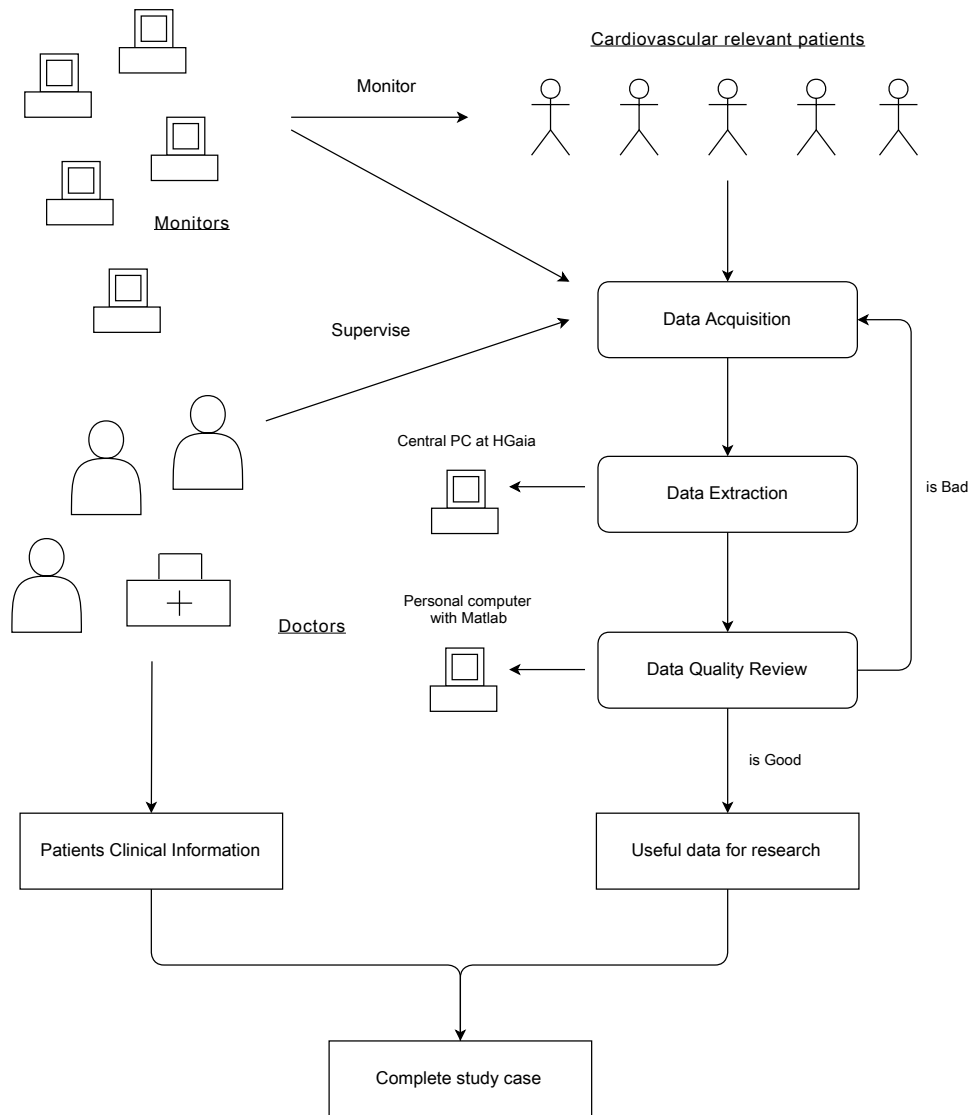 Cardiovascular relevant patients
Monitor
Monitors
Data Acquisition
Supervise
Central PC at HGaia
Data Extraction
is Bad
Personal computer
with Matlab
Doctors
Data Quality Review
is Good
Patients Clinical Information
Useful data for research
Complete study case